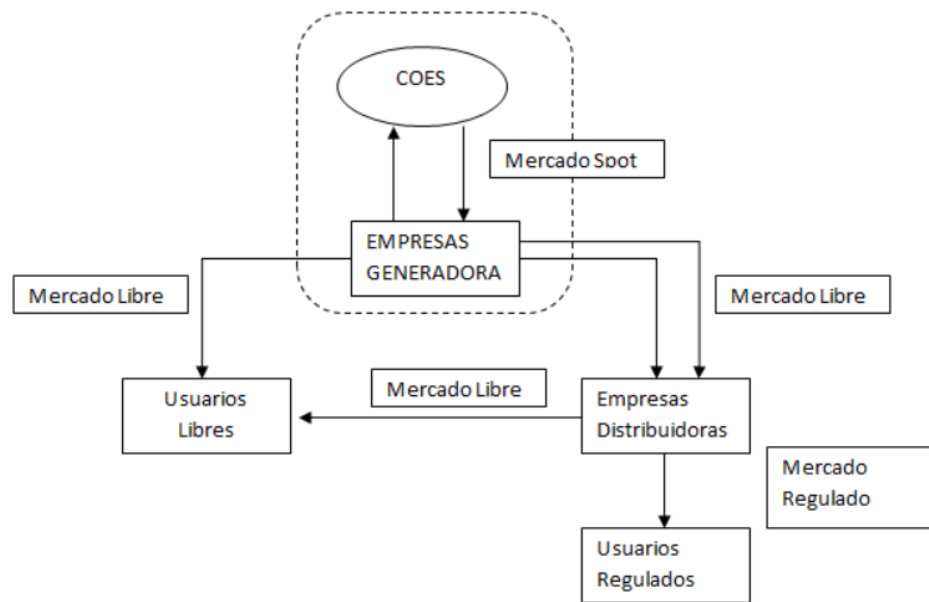 COES
Mercado Spot
EMPRESAS
GENERADORA
Mercado Libre
Mercado Libre
Mercado Libre
Usuarios
Libres
Empresas
Distribuidoras
Mercado
Regulado
Usuarios
Regulados